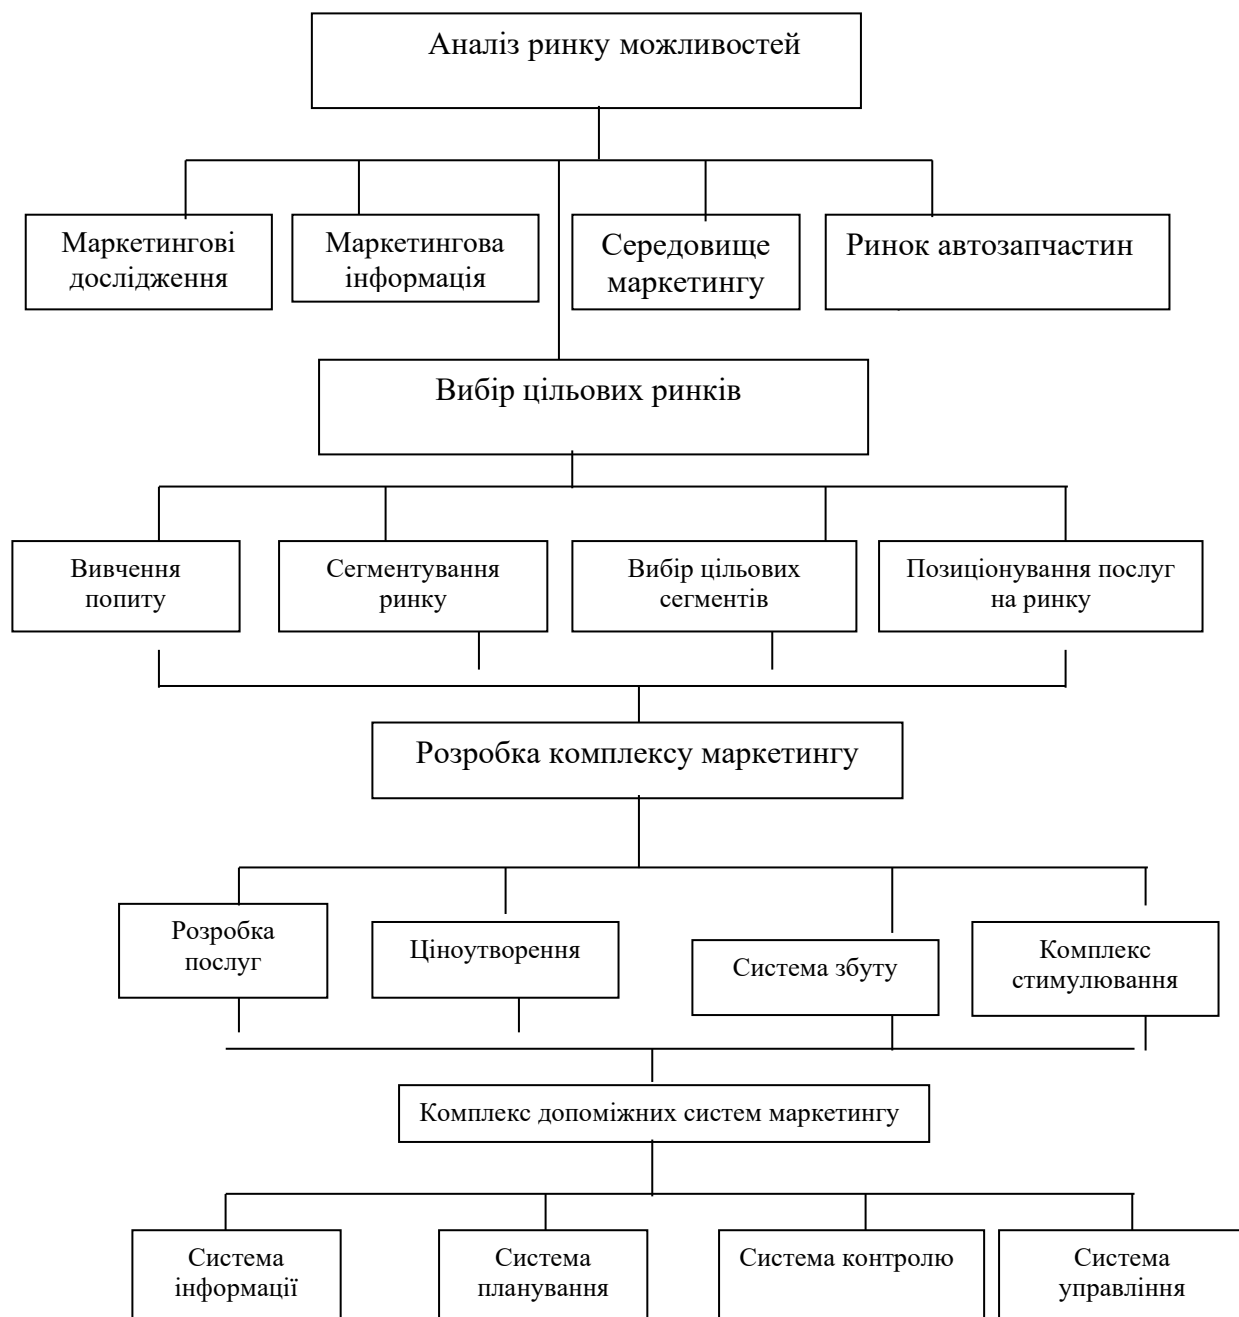 Аналіз ринку можливостей
Маркетингові
дослідження
Маркетингова
інформація
Середовище
маркетингу
Ринок автозапчастин
Вибір цільових ринків
Вивчення
попиту
Сегментування
ринку
Вибір цільових
сегментів
Позиціонування послуг
на ринку
Розробка комплексу маркетингу
Розробка
послуг
Ціноутворення
Система збуту
Комплекс
стимулювання
Комплекс допоміжних систем маркетингу
Система
інформації
Система
планування
Система контролю
Система
управління